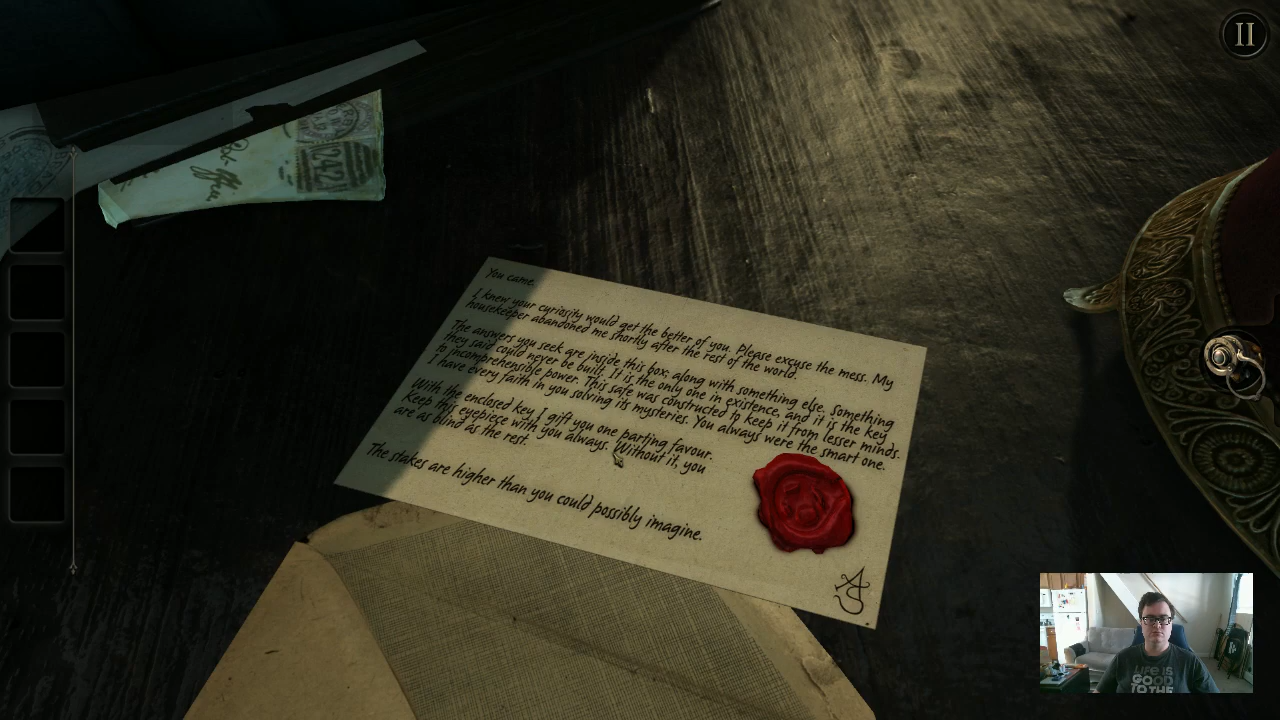 You came.
I knew your curiosity would get the better of you. Please excuse the mess. My
housekeeper abandoned me shortly after the rest of the world.
The answers you seek are inside this box; along with something else. Something
they said could never be built. It is the only one in existence, and it is the key
to incomprehensible power. This safe was constructed to keep it from lesser minds.
I have every faith in you solving its mysteries. You always were the smart one.
With the enclosed key I gift you one parting favour.
Keep this eyepiece with you always. Without it, you
are as blind as the rest.
The stakes are higher than you could possibly imagine.
AS
LIFE IS
GOOD
TO THE